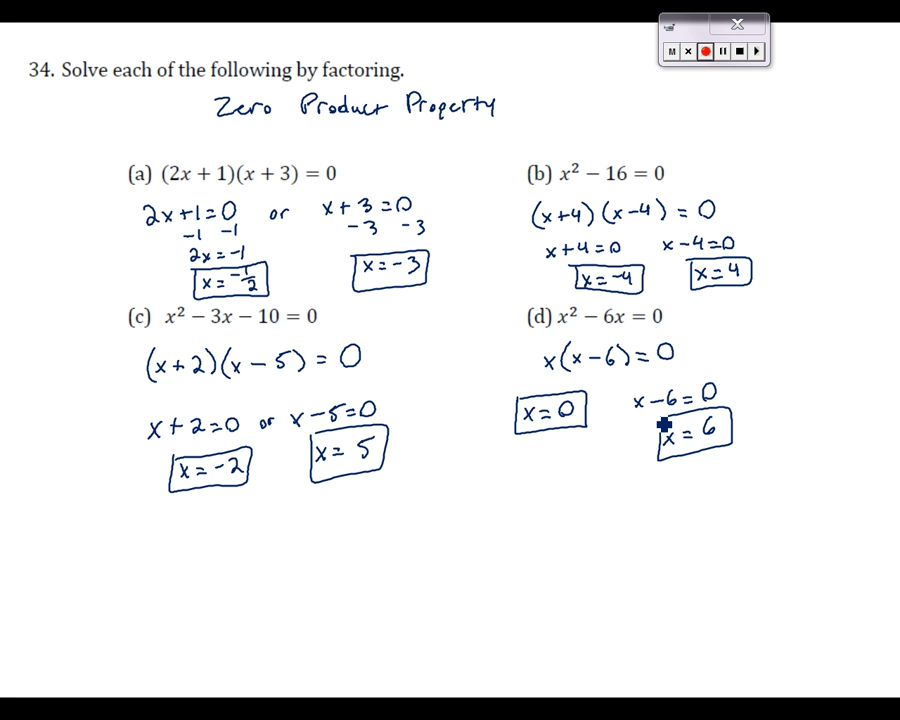 M X
34. Solve each of the following by factoring.
Zero Product Property
(a) (2x + 1)(x + 3) = 0
2x+1=0 or x+3=0
-1 -1 -3 -3
2x=-1
x=-1/2 x=-3
(b) x² − 16 = 0
(x+4)(x-4)=0
x+4=0 x-4=0
x=-4 x=4
(c) x² − 3x − 10 = 0
(x+2)(x-5)=0
x+2=0 or x-5=0
x=-2 x=5
(d) x² − 6x = 0
x(x-6)=0
x=0 x-6=0
x=6